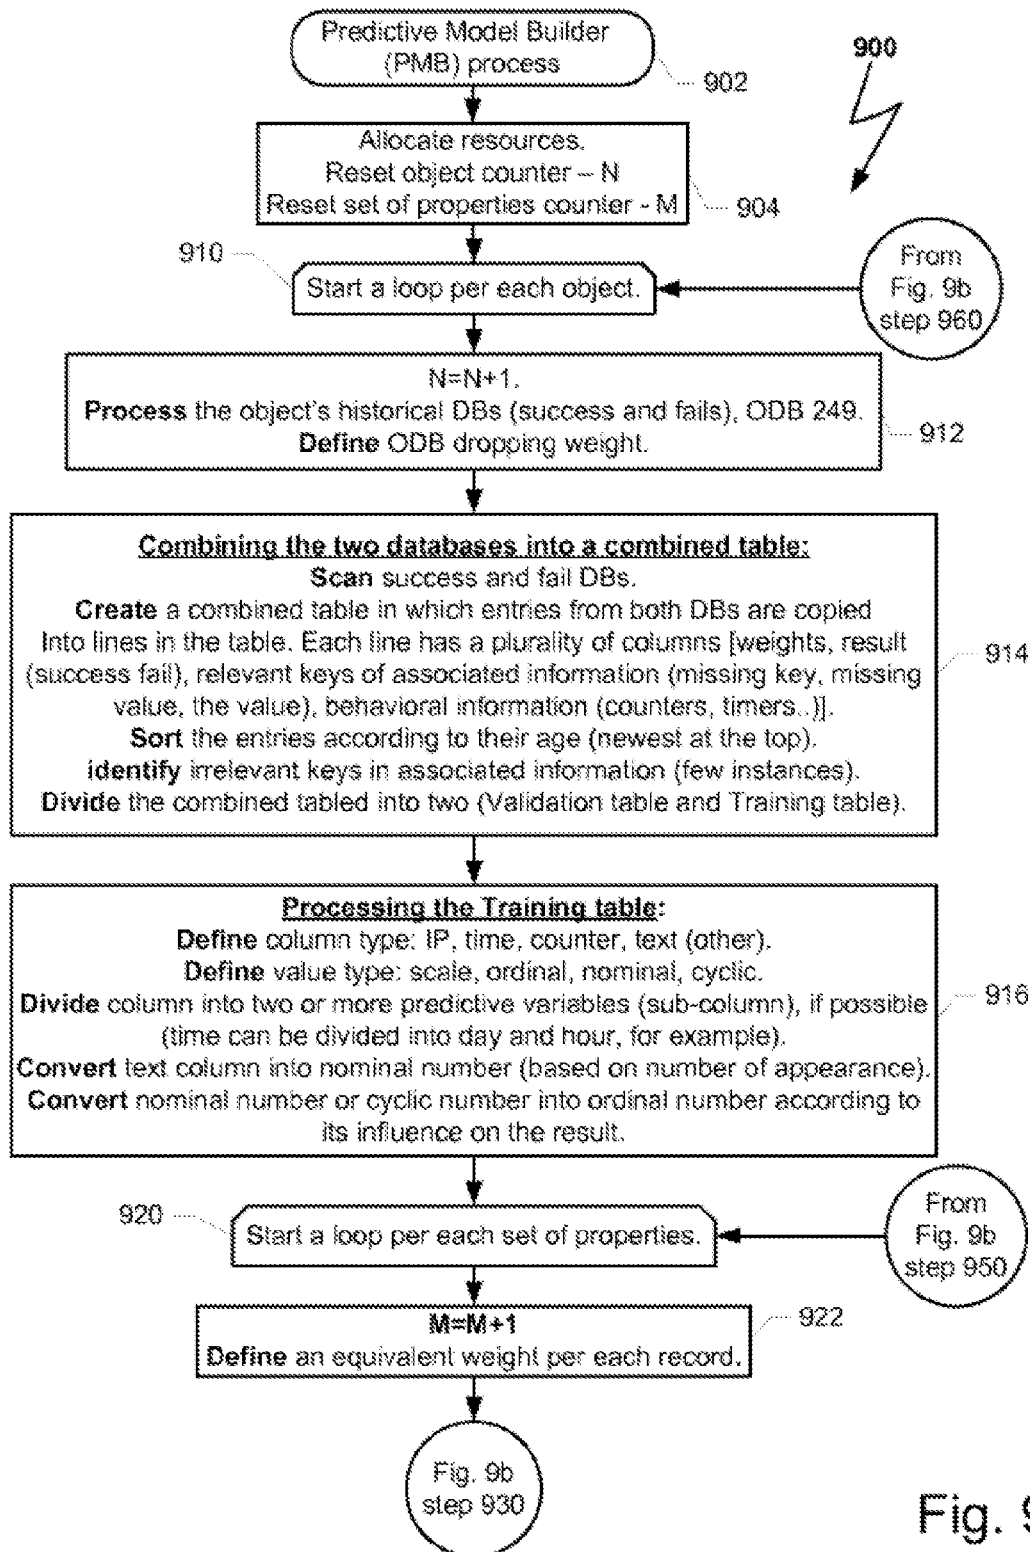 Predictive Model Builder
(PMB) process
902
900
Allocate resources.
Reset object counter – N
Reset set of properties counter - M
904
910
Start a loop per each object.
From
Fig. 9b
step 960
N=N+1.
Process the object's historical DBs (success and fails), ODB 249.
Define ODB dropping weight.
912
Combining the two databases into a combined table:
Scan success and fail DBs.
Create a combined table in which entries from both DBs are copied
Into lines in the table. Each line has a plurality of columns [weights, result
(success fail), relevant keys of associated information (missing key, missing
value, the value), behavioral information (counters, timers..)].
Sort the entries according to their age (newest at the top).
identify irrelevant keys in associated information (few instances).
Divide the combined tabled into two (Validation table and Training table).
914
Processing the Training table:
Define column type: IP, time, counter, text (other).
Define value type: scale, ordinal, nominal, cyclic.
Divide column into two or more predictive variables (sub-column), if possible
(time can be divided into day and hour, for example).
Convert text column into nominal number (based on number of appearance).
Convert nominal number or cyclic number into ordinal number according to
its influence on the result.
916
920
Start a loop per each set of properties.
From
Fig. 9b
step 950
M=M+1
Define an equivalent weight per each record.
922
Fig. 9b
step 930
Fig.